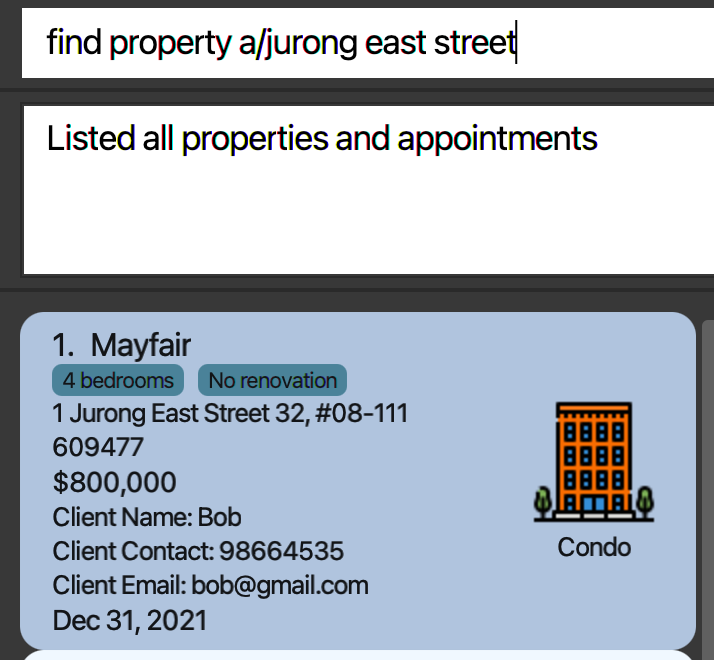 find property a/jurong east street
Listed all properties and appointments
1. Mayfair
4 bedrooms No renovation
1 Jurong East Street 32, #08-111
609477
$800,000
Client Name: Bob
Client Contact: 98664535
Client Email: bob@gmail.com
Dec 31, 2021
Condo